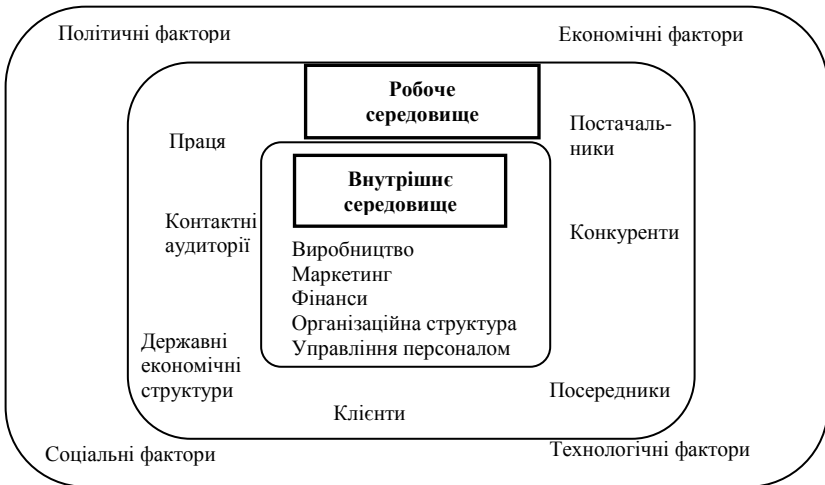 Політичні фактори
Економічні фактори
Робоче
середовище
Праця
Постачаль-
ники
Внутрішнє
середовище
Контактні
аудиторії
Конкуренти
Виробництво
Маркетинг
Фінанси
Організаційна структура
Управління персоналом
Державні
економічні
структури
Посередники
Клієнти
Соціальні фактори
Технологічні фактори